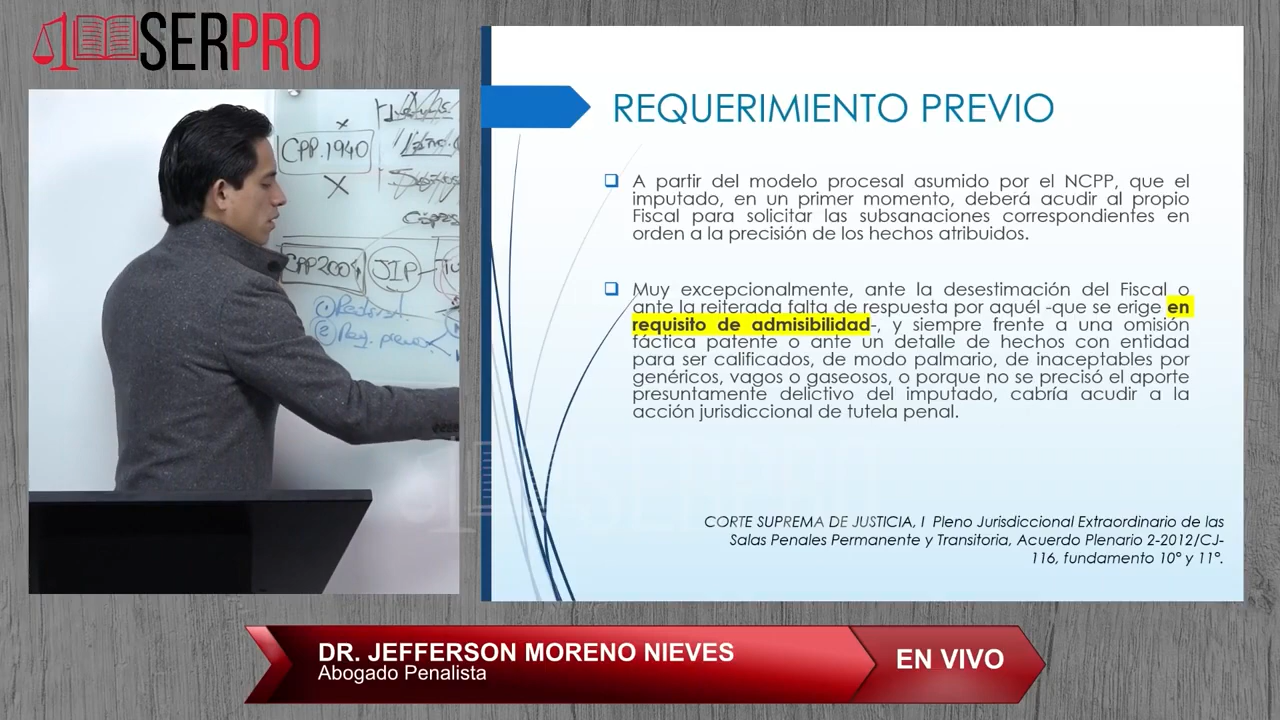 SERPRO
CPP.1940
CPP2004
JIP
REQUERIMIENTO PREVIO
A partir del modelo procesal asumido por el NCPP, que el
imputado, en un primer momento, deberá acudir al propio
Fiscal para solicitar las subsanaciones correspondientes en
orden a la precisión de los hechos atribuidos.
Muy excepcionalmente, ante la desestimación del Fiscal o
ante la reiterada falta de respuesta por aquél -que se erige en
requisito de admisibilidad-, y siempre frente a una omisión
fáctica patente o ante un detalle de hechos con entidad
para ser calificados, de modo palmario, de inaceptables por
genéricos, vagos o gaseosos, o porque no se precisó el aporte
presuntamente delictivo del imputado, cabría acudir a la
acción jurisdiccional de tutela penal.
CORTE SUPREMA DE JUSTICIA, I Pleno Jurisdiccional Extraordinario de las
Salas Penales Permanente y Transitoria, Acuerdo Plenario 2-2012/CJ-
116, fundamento 10° y 11°.
DR. JEFFERSON MORENO NIEVES
Abogado Penalista
EN VIVO